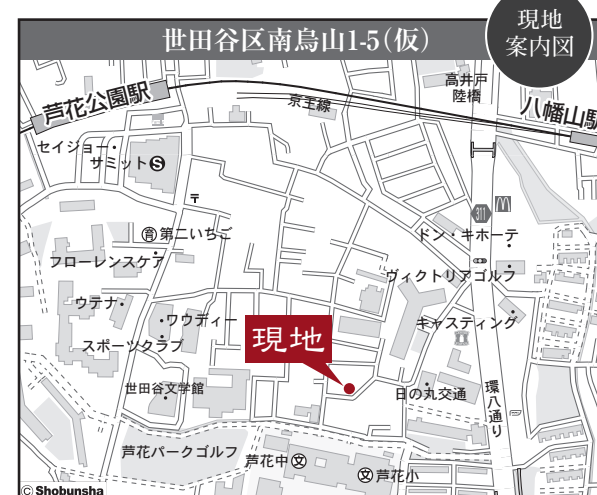 現地
案内図
世田谷区南烏山1-5(仮)
芦花公園駅
京王線
高井戸
陸橋
八幡山駅
セイジョー
サミット
S
〒
311
M
育 第二いちご
ドン・キホーテ
フローレンスケア
ヴィクトリアゴルフ
ウテナ
ワウディー
スポーツクラブ
キャスティング
現地
世田谷文学館
日の丸交通
環八通り
芦花パークゴルフ
芦花中 文
文 芦花小
© Shobunsha